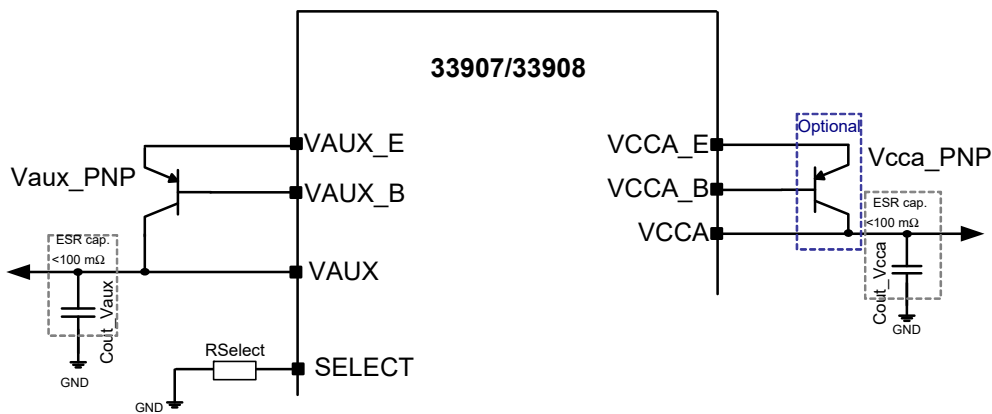 33907/33908
Optional
VAUX_E
VCCA_E
Vaux_PNP
Vcca_PNP
VAUX_B
VCCA_B
ESR cap.
<100 mΩ
VCCA
ESR cap.
<100 mΩ
VAUX
Cout_Vaux
Cout_Vcca
GND
GND
RSelect
SELECT
GND